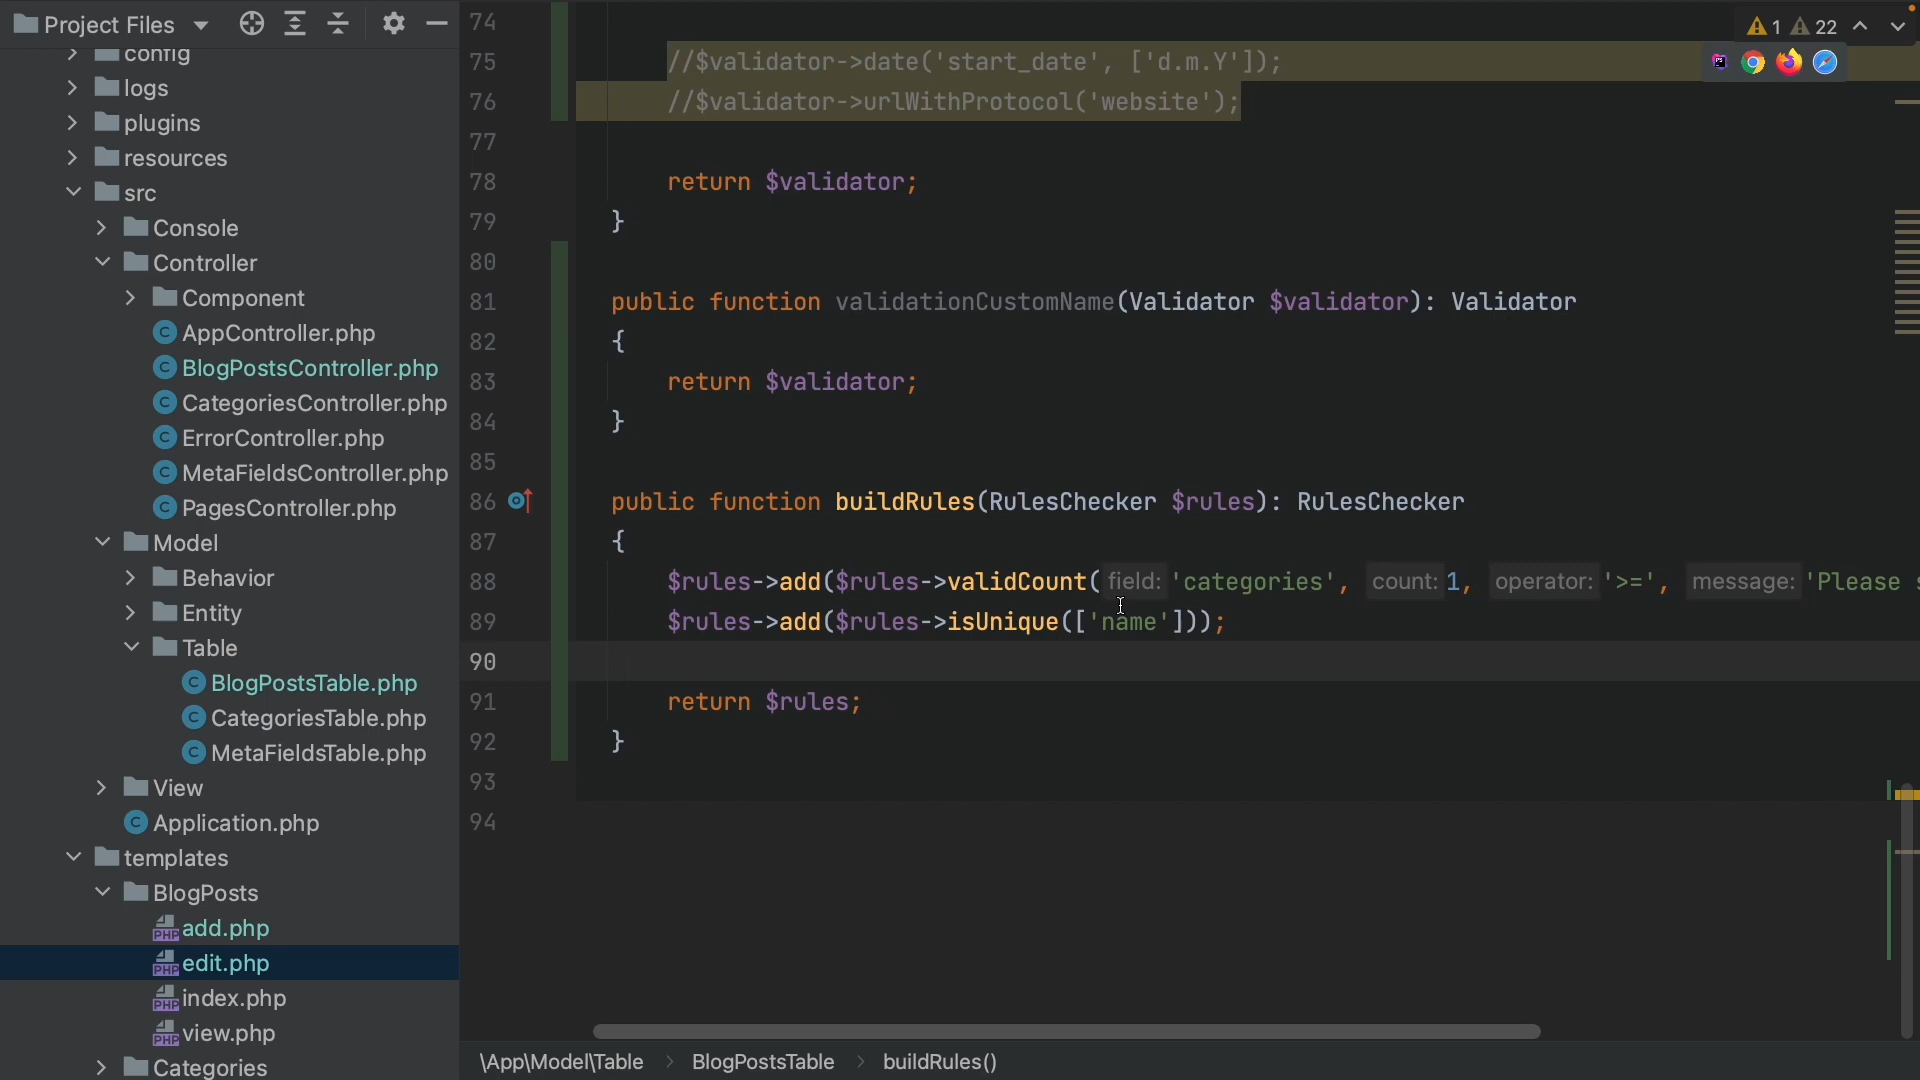 Project Files
config
logs
plugins
resources
src
Console
Controller
Component
AppController.php
BlogPostsController.php
CategoriesController.php
ErrorController.php
MetaFieldsController.php
PagesController.php
Model
Behavior
Entity
Table
BlogPostsTable.php
CategoriesTable.php
MetaFieldsTable.php
View
Application.php
templates
BlogPosts
add.php
edit.php
index.php
view.php
Categories
1 22
74
75 //$validator->date('start_date', ['d.m.Y']);
76 //$validator->urlWithProtocol('website');
77
78 return $validator;
79 }
80
81 public function validationCustomName(Validator $validator): Validator
82 {
83 return $validator;
84 }
85
86 public function buildRules(RulesChecker $rules): RulesChecker
87 {
88 $rules->add($rules->validCount( field: 'categories', count: 1, operator: '>=', message: 'Please s
89 $rules->add($rules->isUnique(['name']));
90
91 return $rules;
92 }
93
94
\App\Model\Table > BlogPostsTable > buildRules()